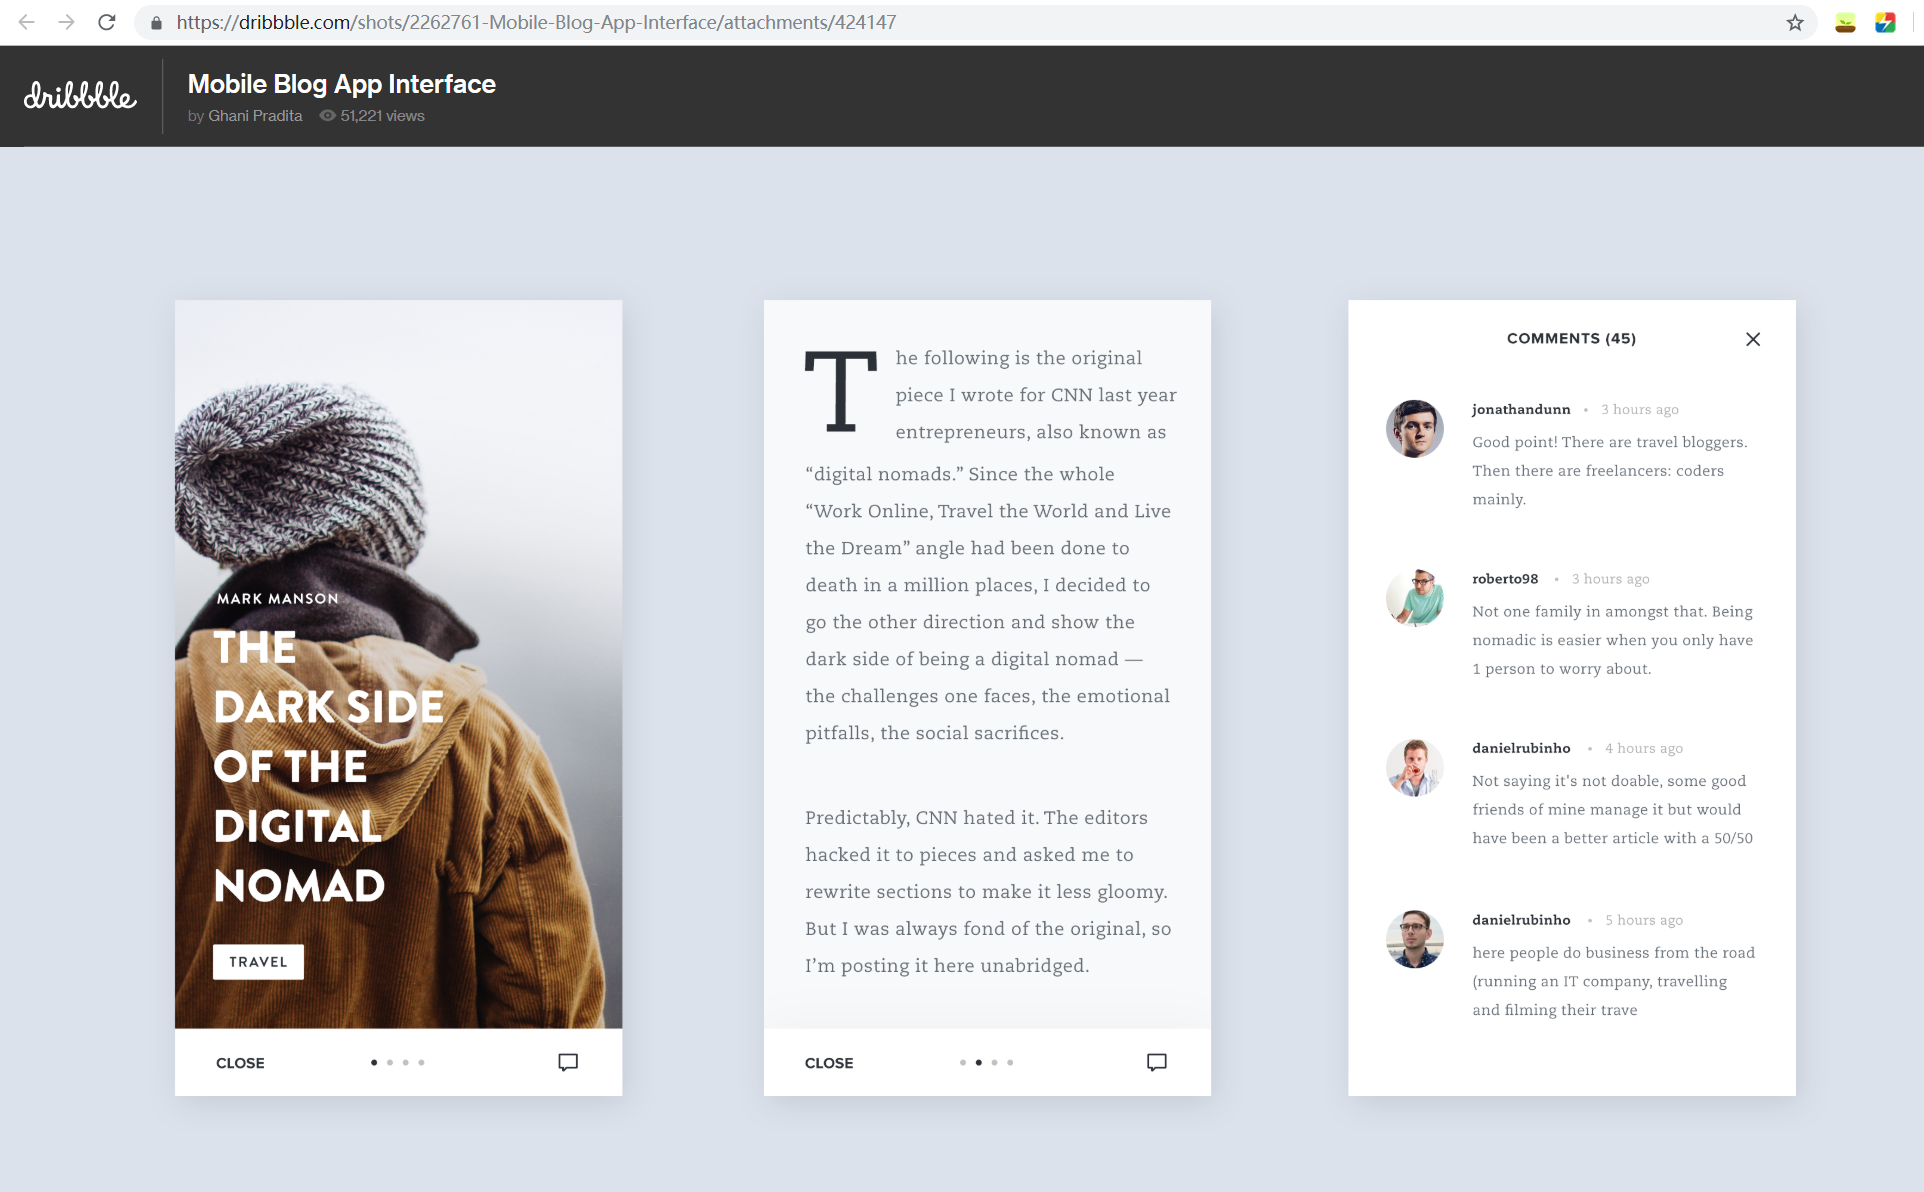 https://dribbble.com/shots/2262761-Mobile-Blog-App-Interface/attachments/424147
dribbble
Mobile Blog App Interface
by Ghani Pradita 51,221 views
MARK MANSON
THE
DARK SIDE
OF THE
DIGITAL
NOMAD
TRAVEL
CLOSE
The following is the original
piece I wrote for CNN last year
entrepreneurs, also known as
“digital nomads.” Since the whole
“Work Online, Travel the World and Live
the Dream” angle had been done to
death in a million places, I decided to
go the other direction and show the
dark side of being a digital nomad —
the challenges one faces, the emotional
pitfalls, the social sacrifices.
Predictably, CNN hated it. The editors
hacked it to pieces and asked me to
rewrite sections to make it less gloomy.
But I was always fond of the original, so
I’m posting it here unabridged.
CLOSE
COMMENTS (45)
jonathandunn • 3 hours ago
Good point! There are travel bloggers.
Then there are freelancers: coders
mainly.
roberto98 • 3 hours ago
Not one family in amongst that. Being
nomadic is easier when you only have
1 person to worry about.
danielrubinho • 4 hours ago
Not saying it's not doable, some good
friends of mine manage it but would
have been a better article with a 50/50
danielrubinho • 5 hours ago
here people do business from the road
(running an IT company, travelling
and filming their trave